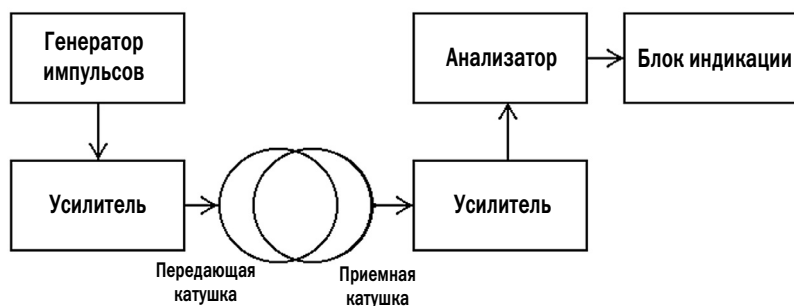 Генератор
импульсов
Анализатор
Блок индикации
Усилитель
Усилитель
Передающая
катушка
Приемная
катушка